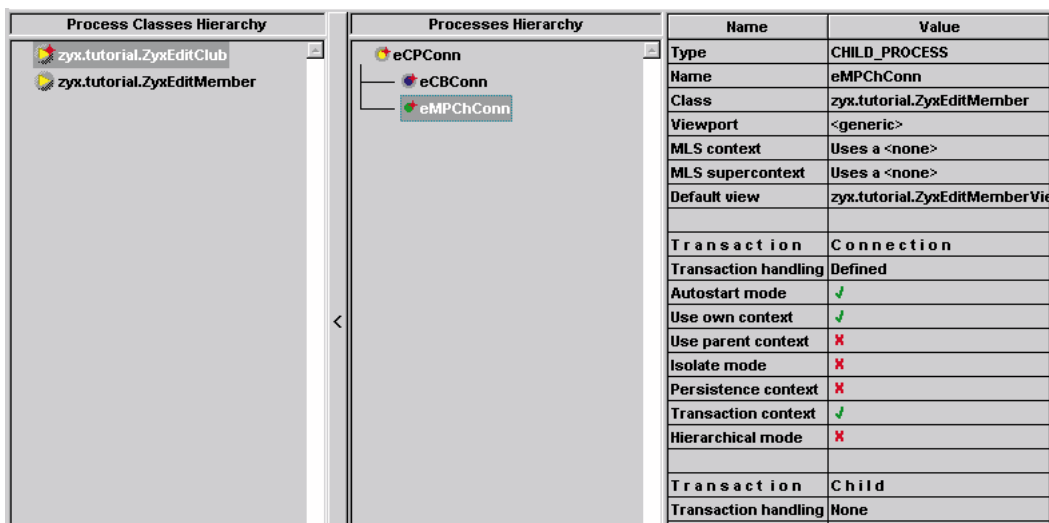 Process Classes Hierarchy
zyx.tutorial.ZyxEditClub
zyx.tutorial.ZyxEditMember
Processes Hierarchy
eCPConn
eCBConn
eMPChConn
Name Value
Type CHILD_PROCESS
Name eMPChConn
Class zyx.tutorial.ZyxEditMember
Viewport <generic>
MLS context Uses a <none>
MLS supercontext Uses a <none>
Default view zyx.tutorial.ZyxEditMemberVie
Transaction Connection
Transaction handling Defined
Autostart mode
Use own context
Use parent context
Isolate mode
Persistence context
Transaction context
Hierarchical mode
Transaction Child
Transaction handling None